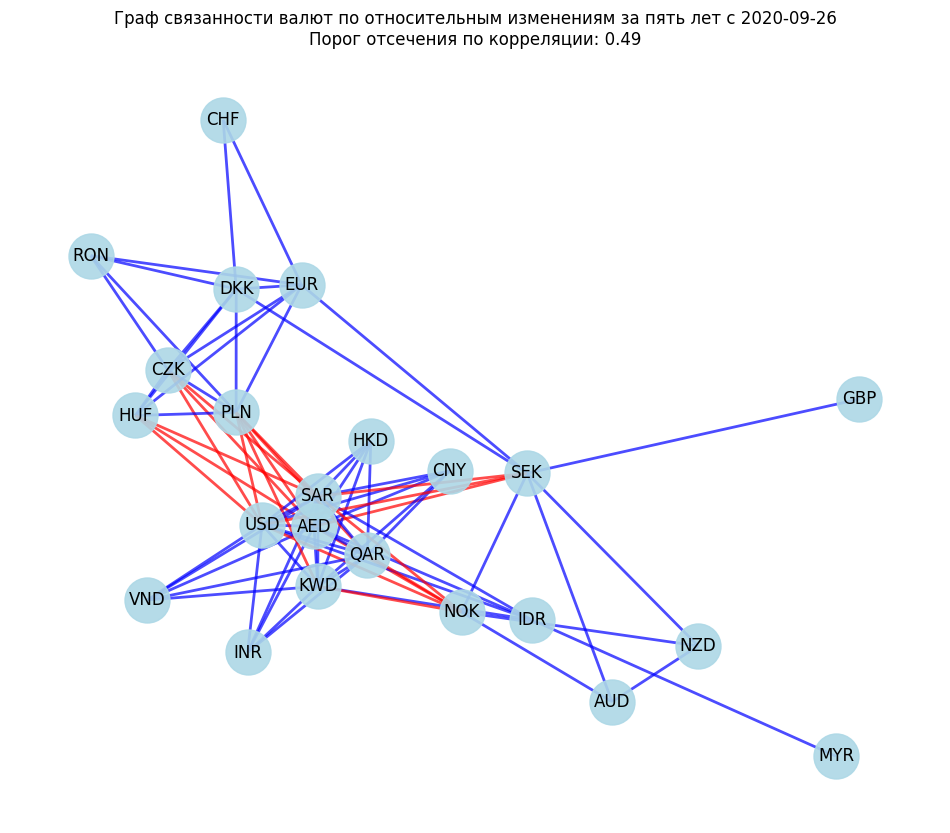 Граф связанности валют по относительным изменениям за пять лет с 2020-09-26
Порог отсечения по корреляции: 0.49
CHF
RON
DKK
EUR
CZK
HUF
PLN
GBP
HKD
CNY
SEK
SAR
USD
AED
QAR
KWD
VND
NOK
IDR
INR
NZD
AUD
MYR